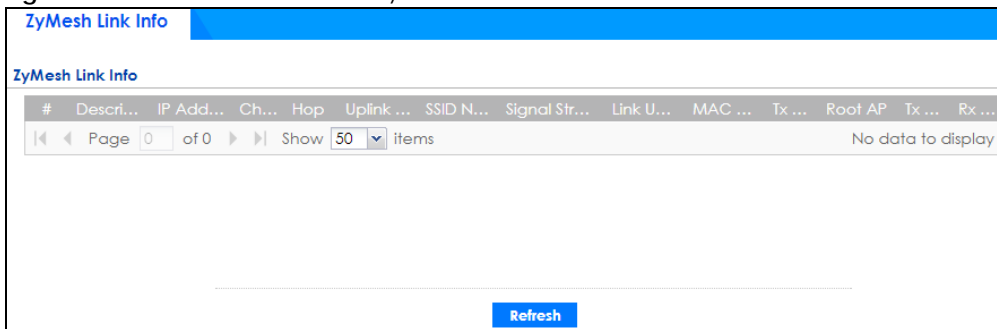 ZyMesh Link Info
ZyMesh Link Info
# Descri... IP Add... Ch... Hop Uplink ... SSID N... Signal Str... Link U... MAC ... Tx ... Root AP Tx ... Rx ...
Page 0 of 0 Show 50 items No data to display
Refresh